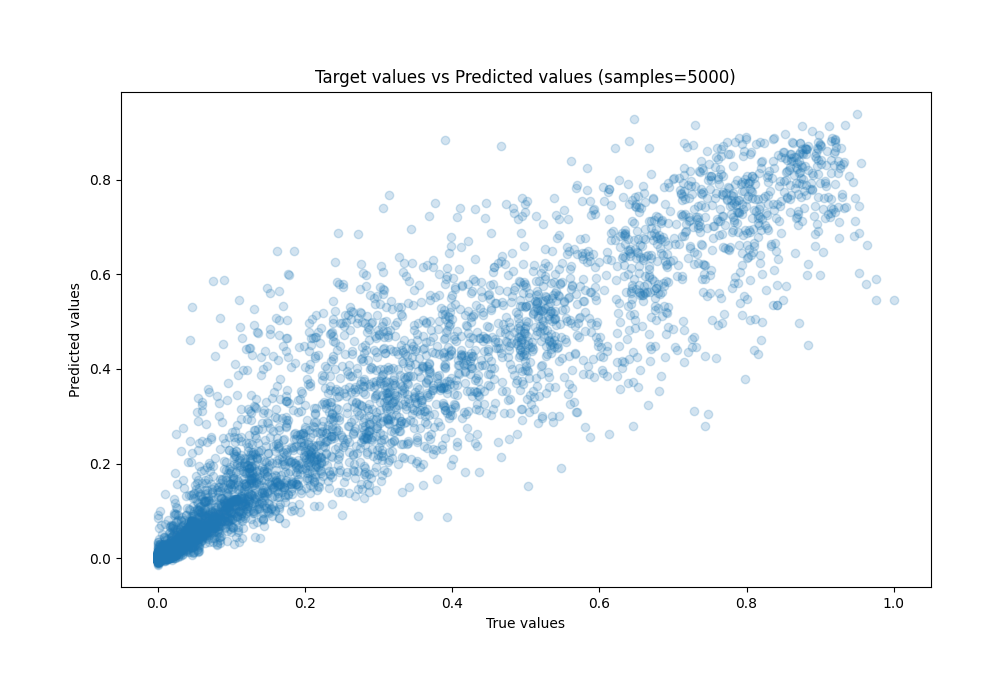 Target values vs Predicted values (samples=5000)
Predicted values
0.8
0.6
0.4
0.2
0.0
0.0 0.2 0.4 0.6 0.8 1.0
True values